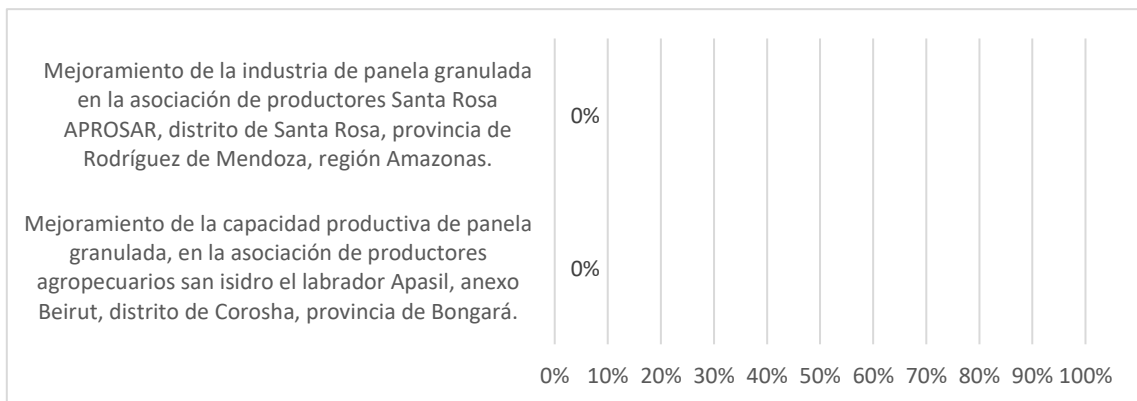 Mejoramiento de la industria de panela granulada
en la asociación de productores Santa Rosa
APROSAR, distrito de Santa Rosa, provincia de
Rodríguez de Mendoza, región Amazonas.
0%
Mejoramiento de la capacidad productiva de panela
granulada, en la asociación de productores
agropecuarios san isidro el labrador Apasil, anexo
Beirut, distrito de Corosha, provincia de Bongará.
0%
0% 10% 20% 30% 40% 50% 60% 70% 80% 90% 100%